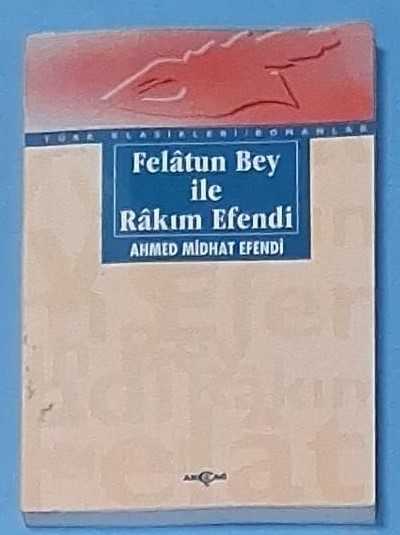 TÜRK KLASİKLERİ/ROMANLAR
Felâtun Bey
ile
Râkım Efendi
AHMED MİDHAT EFENDİ
AKÇAĞ